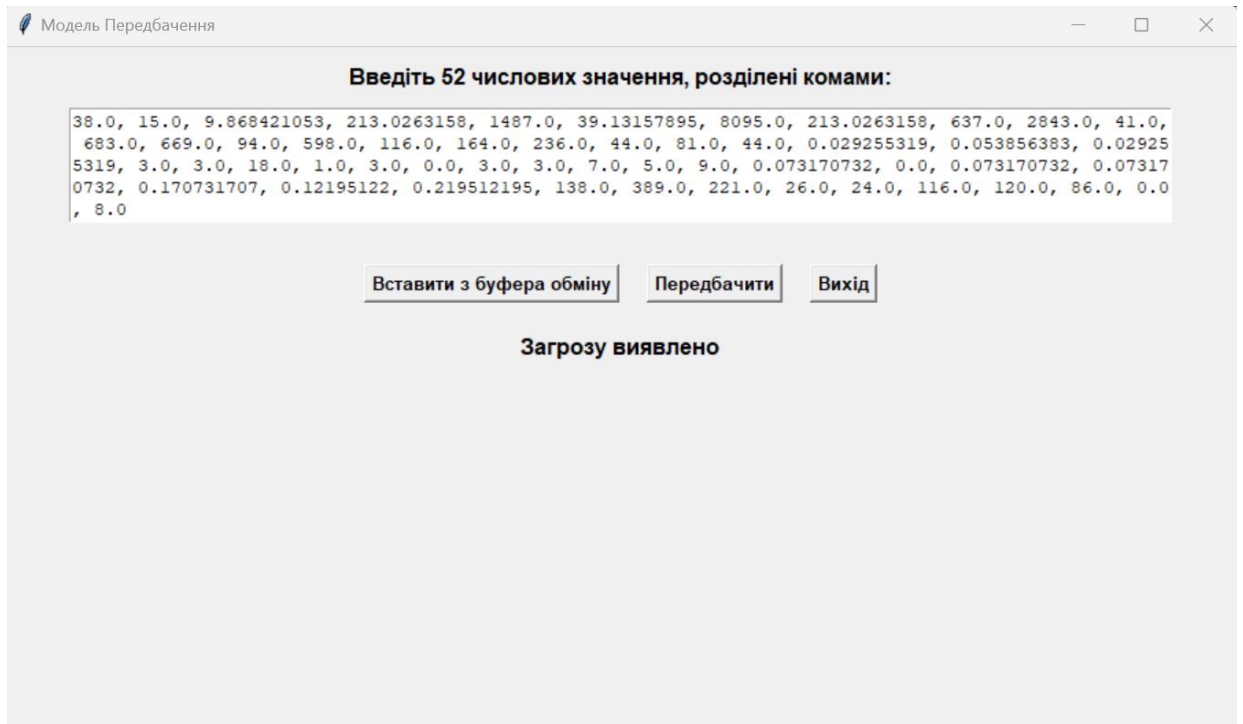 Модель Передбачення
Введіть 52 числових значення, розділені комами:
38.0, 15.0, 9.868421053, 213.0263158, 1487.0, 39.13157895, 8095.0, 213.0263158, 637.0, 2843.0, 41.0,
683.0, 669.0, 94.0, 598.0, 116.0, 164.0, 236.0, 44.0, 81.0, 44.0, 0.029255319, 0.053856383, 0.02925
5319, 3.0, 3.0, 18.0, 1.0, 3.0, 0.0, 3.0, 3.0, 7.0, 5.0, 9.0, 0.073170732, 0.0, 0.073170732, 0.07317
0732, 0.170731707, 0.12195122, 0.219512195, 138.0, 389.0, 221.0, 26.0, 24.0, 116.0, 120.0, 86.0, 0.0
, 8.0
Вставити з буфера обміну Передбачити Вихід
Загрозу виявлено